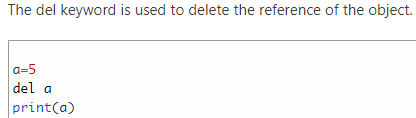 The del keyword is used to delete the reference of the object.
a=5
del a
print(a)